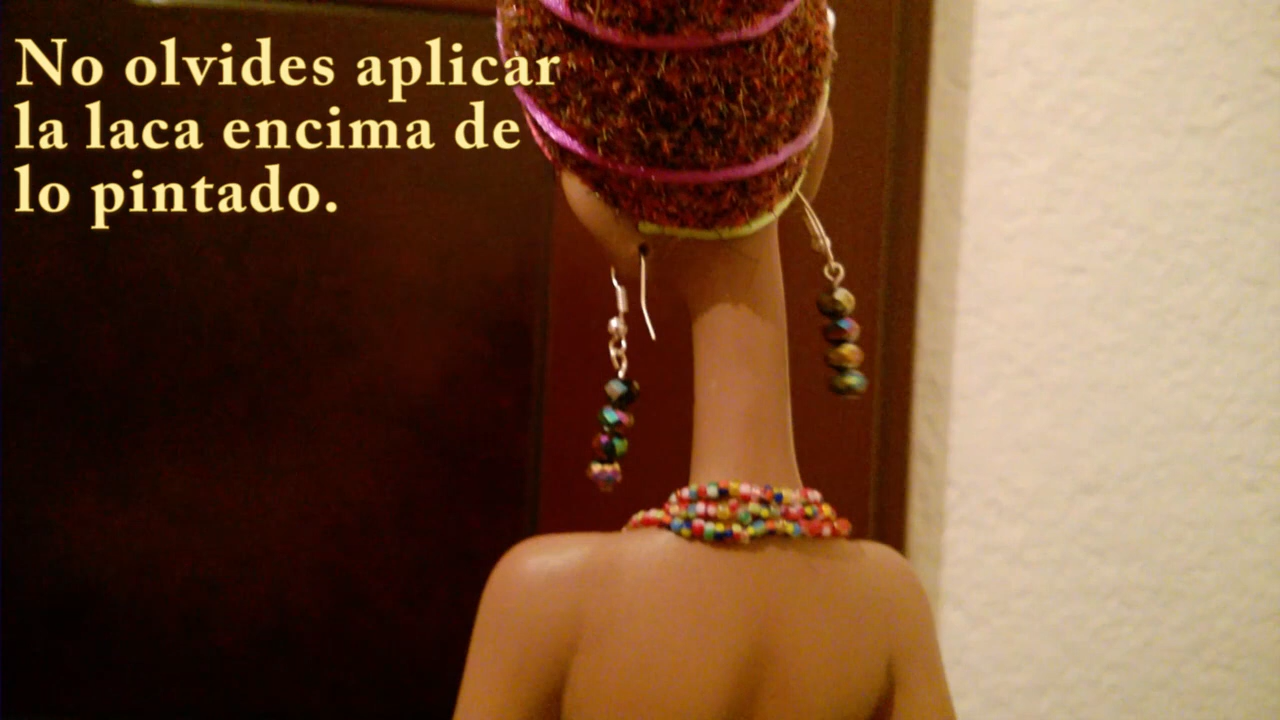 No olvides aplicar
la laca encima de
lo pintado.